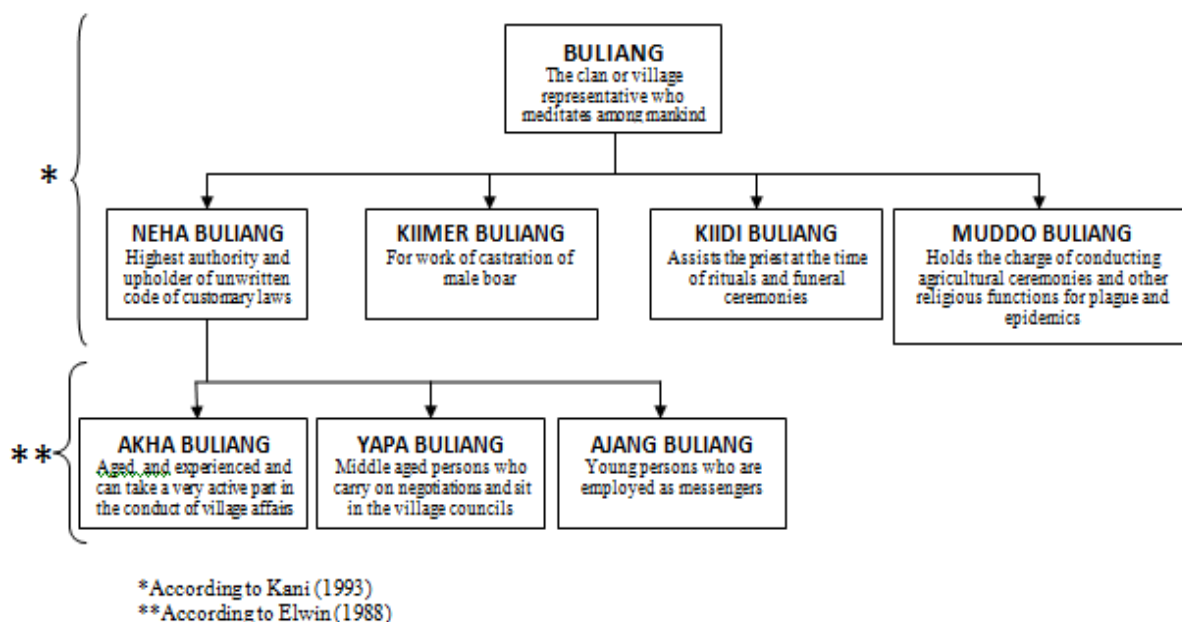 BULIANG
The clan or village
representative who
meditates among mankind
*
NEHA BULIANG
Highest authority and
upholder of unwritten
code of customary laws
KIIMER BULIANG
For work of castration of
male boar
KIIDI BULIANG
Assists the priest at the time
of rituals and funeral
ceremonies
MUDDO BULIANG
Holds the charge of conducting
agricultural ceremonies and other
religious functions for plague and
epidemics
**
AKHA BULIANG
Aged, and experienced and
can take a very active part in
the conduct of village affairs
YAPA BULIANG
Middle aged persons who
carry on negotiations and sit
in the village councils
AJANG BULIANG
Young persons who are
employed as messengers
*According to Kani (1993)
**According to Elwin (1988)